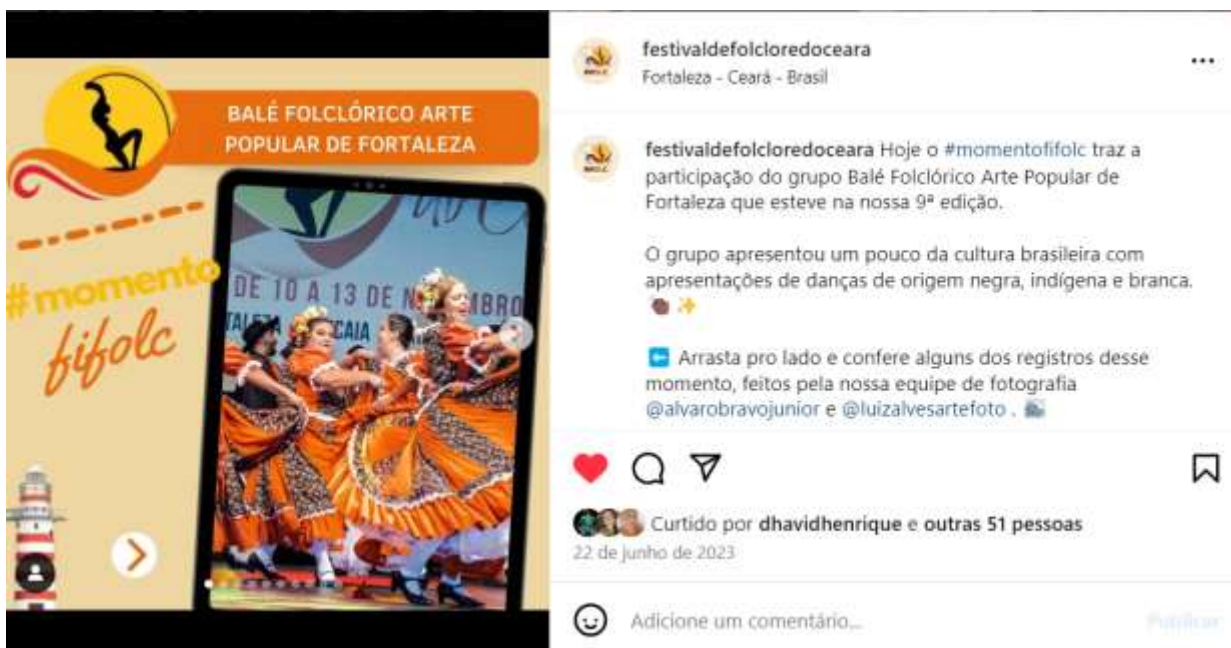 BALÉ FOLCLÓRICO ARTE
POPULAR DE FORTALEZA
#momento
fifolc
DE 10 A 13 DE
festivaldefolcloredoceara
Fortaleza - Ceará - Brasil
festivaldefolcloredoceara Hoje o #momentofifolc traz a
participação do grupo Balé Folclórico Arte Popular de
Fortaleza que esteve na nossa 9ª edição.
O grupo apresentou um pouco da cultura brasileira com
apresentações de danças de origem negra, indígena e branca.
Arrasta pro lado e confere alguns dos registros desse
momento, feitos pela nossa equipe de fotografia
@alvarobravojunior e @luizalvesartefoto .
Curtido por dhavidhenrique e outras 51 pessoas
22 de junho de 2023
Adicione um comentário...
Publicar